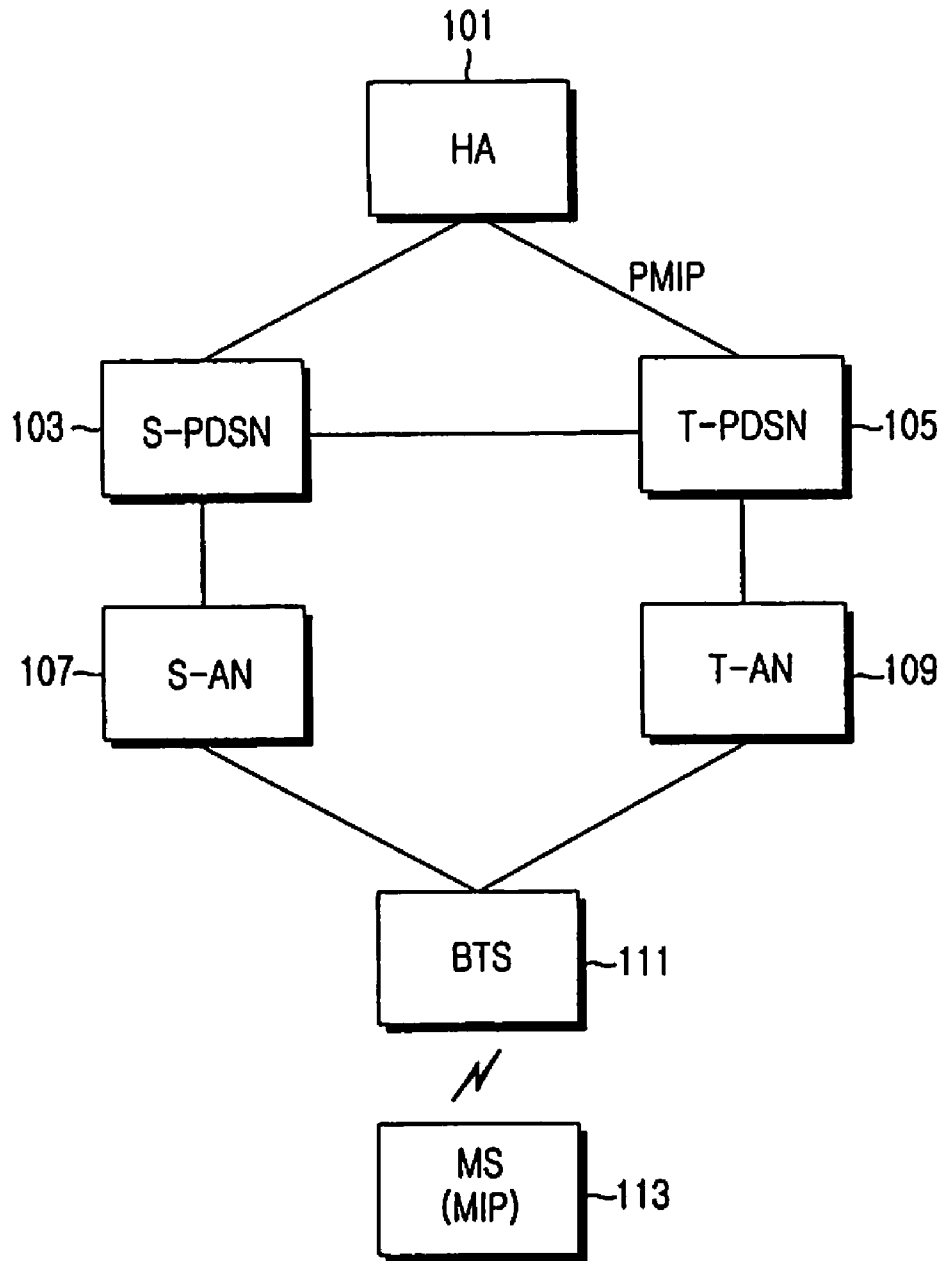 101
HA
PMIP
103
S-PDSN
T-PDSN
105
107
S-AN
T-AN
109
BTS
111
MS
(MIP)
113